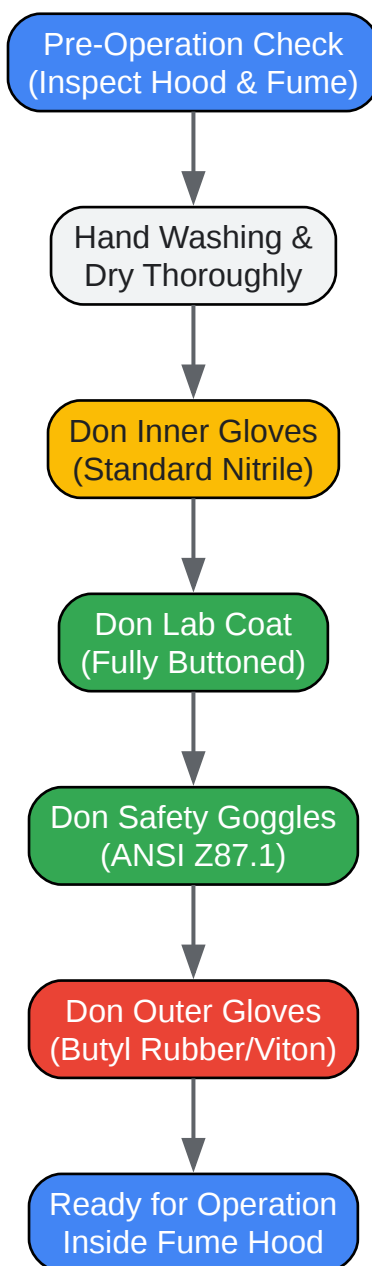 Pre-Operation Check
(Inspect Hood & Fume)
Hand Washing &
Dry Thoroughly
Don Inner Gloves
(Standard Nitrile)
Don Lab Coat
(Fully Buttoned)
Don Safety Goggles
(ANSI Z87.1)
Don Outer Gloves
(Butyl Rubber/Viton)
Ready for Operation
Inside Fume Hood